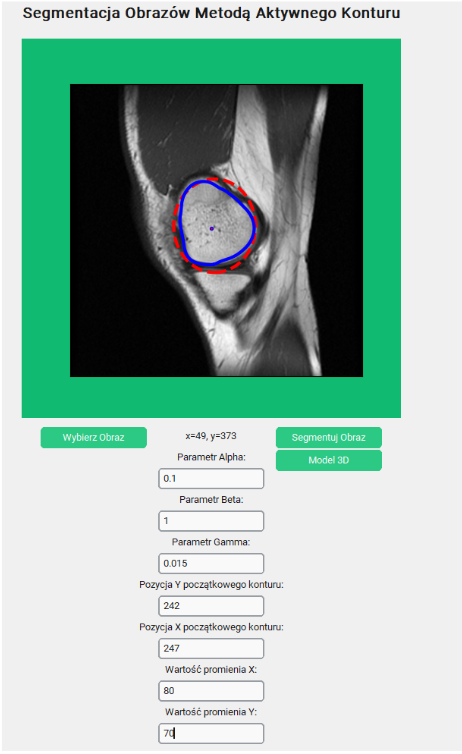 Segmentacja Obrazów Metodą Aktywnego Konturu
Wybierz Obraz
x=49, y=373
Segmentuj Obraz
Model 3D
Parametr Alpha:
0.1
Parametr Beta:
1
Parametr Gamma:
0.015
Pozycja Y początkowego konturu:
242
Pozycja X początkowego konturu:
247
Wartość promienia X:
80
Wartość promienia Y:
70